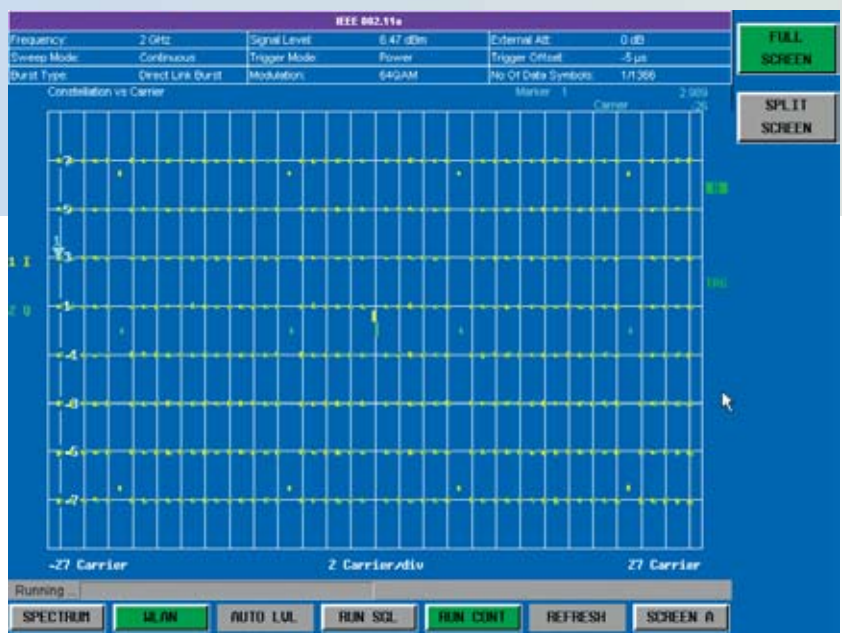 IEEE 802.11a
Frequency: 2 GHz Signal Level: 6.47 dBm External Att: 0 dB
Sweep Mode: Continuous Trigger Mode: Power Trigger Offset: -5 µs
Burst Type: Direct Link Burst Modulation: 64QAM No Of Data Symbols: 1/1366
Constellation vs Carrier Marker 1 2.989
Carrier -26
FULL SCREEN
SPLIT SCREEN
1
1 I
2 Q
-27 Carrier 2 Carrier/div 27 Carrier
Running ...
SPECTRUM WLAN AUTO LVL RUN SGL RUN CONT REFRESH SCREEN A